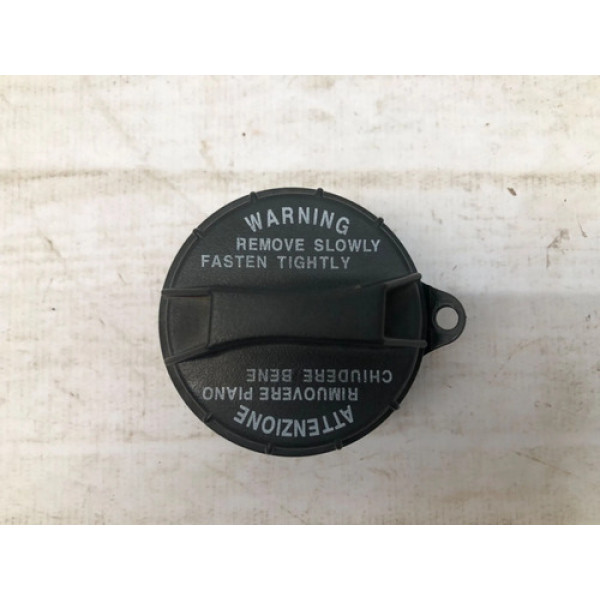 WARNING
REMOVE SLOWLY
FASTEN TIGHTLY
ATTENZIONE
RIMUOVERE PIANO
CHIUDERE BENE